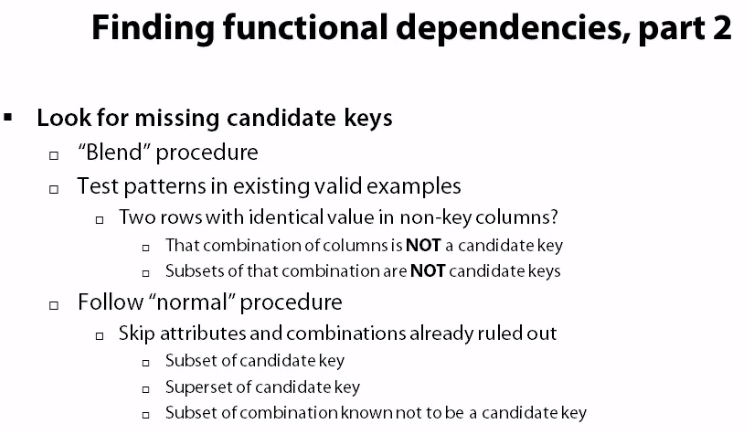 Finding functional dependencies, part 2
Look for missing candidate keys
"Blend" procedure
Test patterns in existing valid examples
Two rows with identical value in non-key columns?
That combination of columns is NOT a candidate key
Subsets of that combination are NOT candidate keys
Follow "normal" procedure
Skip attributes and combinations already ruled out
Subset of candidate key
Superset of candidate key
Subset of combination known not to be a candidate key